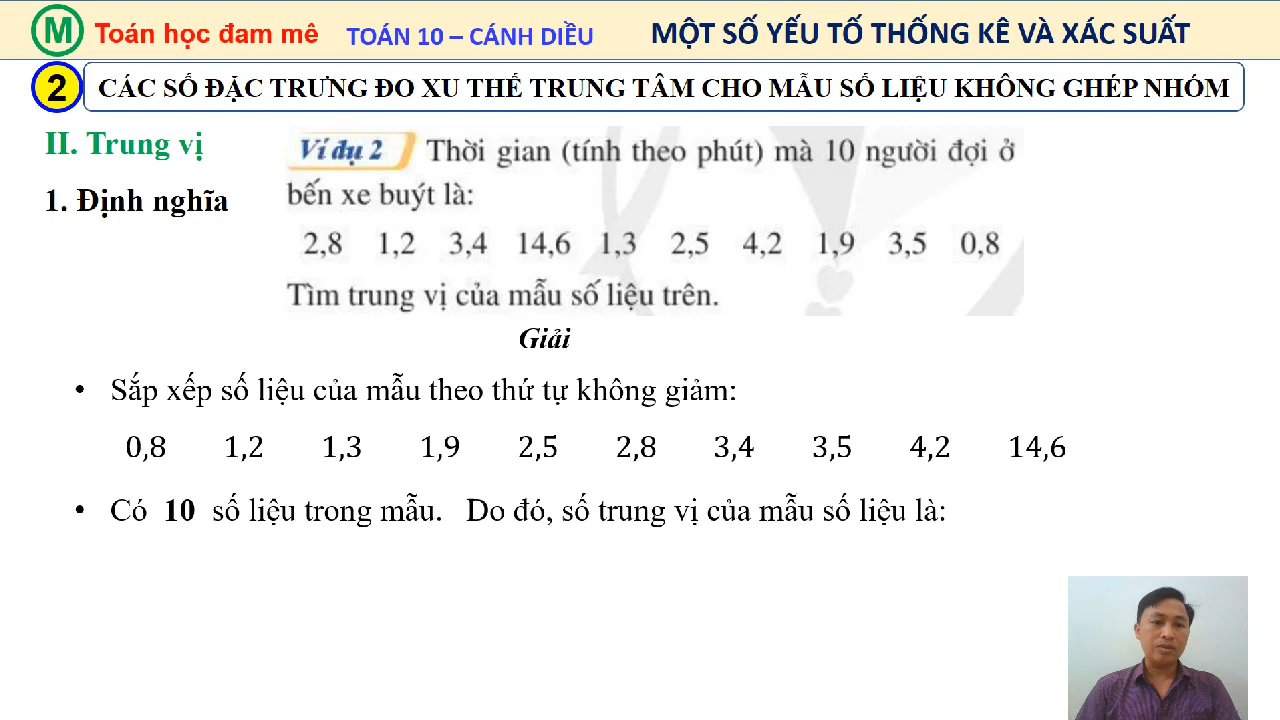 M Toán học đam mê TOÁN 10 – CÁNH DIỀU MỘT SỐ YẾU TỐ THỐNG KÊ VÀ XÁC SUẤT
2 CÁC SỐ ĐẶC TRƯNG ĐO XU THẾ TRUNG TÂM CHO MẪU SỐ LIỆU KHÔNG GHÉP NHÓM
II. Trung vị
1. Định nghĩa
Ví dụ 2 Thời gian (tính theo phút) mà 10 người đợi ở
bến xe buýt là:
2,8 1,2 3,4 14,6 1,3 2,5 4,2 1,9 3,5 0,8
Tìm trung vị của mẫu số liệu trên.
Giải
• Sắp xếp số liệu của mẫu theo thứ tự không giảm:
0,8 1,2 1,3 1,9 2,5 2,8 3,4 3,5 4,2 14,6
• Có 10 số liệu trong mẫu. Do đó, số trung vị của mẫu số liệu là: